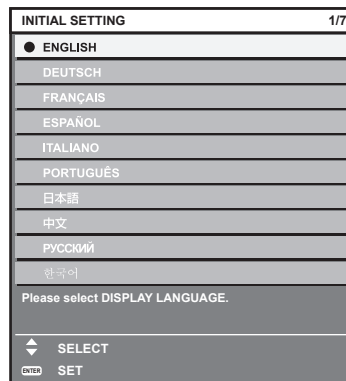 INITIAL SETTING 1/7
ENGLISH
DEUTSCH
FRANÇAIS
ESPAÑOL
ITALIANO
PORTUGUÊS
日本語
中文
РУССКИЙ
한국어
Please select DISPLAY LANGUAGE.
SELECT
ENTER SET